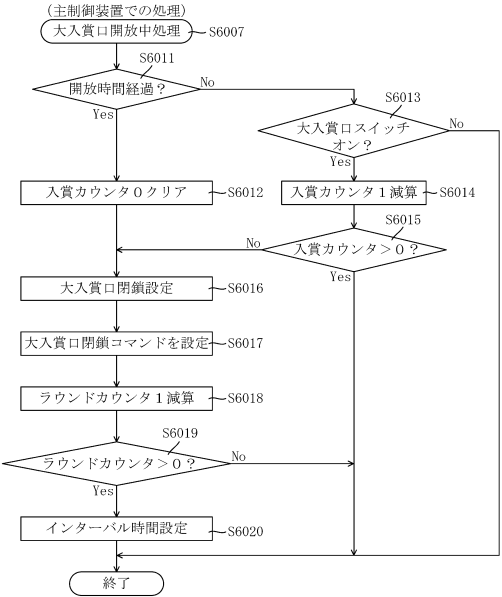 (主制御装置での処理)
大入賞口開放中処理
S6007
S6011
開放時間経過?
No
Yes
S6013
大入賞口スイッチ
オン?
No
Yes
入賞カウンタ0クリア
S6012
入賞カウンタ1減算
S6014
S6015
入賞カウンタ>0?
No
Yes
大入賞口閉鎖設定
S6016
大入賞口閉鎖コマンドを設定
S6017
ラウンドカウンタ1減算
S6018
S6019
ラウンドカウンタ>0?
No
Yes
インターバル時間設定
S6020
終了